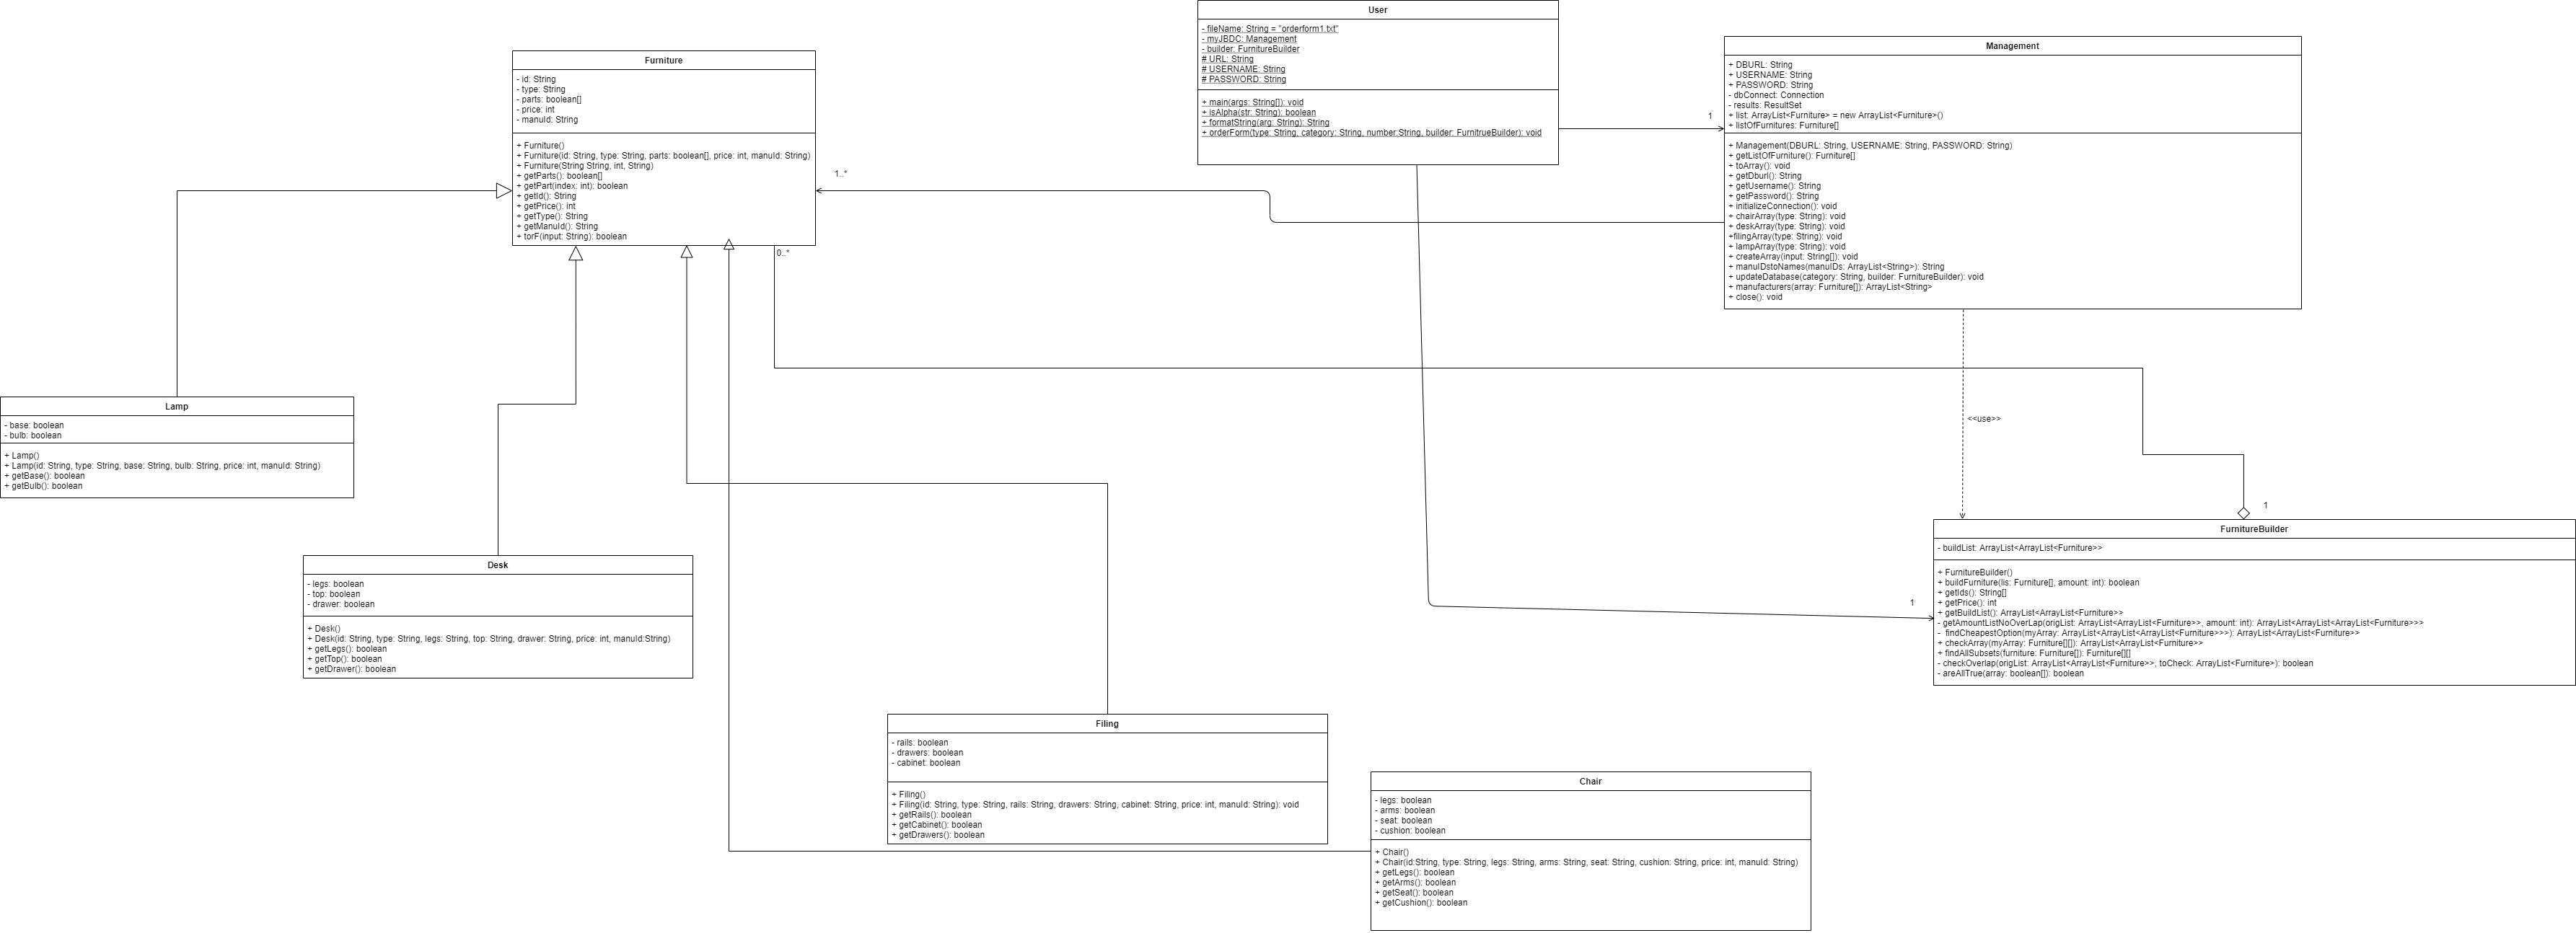 User
- fileName: String = "orderform1.txt"
- myJBDC: Management
- builder: FurnitureBuilder
# URL: String
# USERNAME: String
# PASSWORD: String
+ main(args: String[]): void
+ isAlpha(str: String): boolean
+ formatString(arg: String): String
+ orderForm(type: String, category: String, number:String, builder: FurnitrueBuilder): void
Management
+ DBURL: String
+ USERNAME: String
+ PASSWORD: String
- dbConnect: Connection
- results: ResultSet
+ list: ArrayList<Furniture> = new ArrayList<Furniture>()
+ listOfFurnitures: Furniture[]
+ Management(DBURL: String, USERNAME: String, PASSWORD: String)
+ getListOfFurniture(): Furniture[]
+ toArray(): void
+ getDburl(): String
+ getUsername(): String
+ getPassword(): String
+ initializeConnection(): void
+ chairArray(type: String): void
+ deskArray(type: String): void
+filingArray(type: String): void
+ lampArray(type: String): void
+ createArray(input: String[]): void
+ manuIDstoNames(manuIDs: ArrayList<String>): String
+ updateDatabase(category: String, builder: FurnitureBuilder): void
+ manufacturers(array: Furniture[]): ArrayList<String>
+ close(): void
Furniture
- id: String
- type: String
- parts: boolean[]
- price: int
- manuId: String
+ Furniture()
+ Furniture(id: String, type: String, parts: boolean[], price: int, manuId: String)
+ Furniture(String String, int, String)
+ getParts(): boolean[]
+ getPart(index: int): boolean
+ getId(): String
+ getPrice(): int
+ getType(): String
+ getManuId(): String
+ torF(input: String): boolean
1
1..*
0..*
<<use>>
Lamp
- base: boolean
- bulb: boolean
+ Lamp()
+ Lamp(id: String, type: String, base: String, bulb: String, price: int, manuId: String)
+ getBase(): boolean
+ getBulb(): boolean
1
FurnitureBuilder
- buildList: ArrayList<ArrayList<Furniture>>
+ FurnitureBuilder()
+ buildFurniture(lis: Furniture[], amount: int): boolean
+ getIds(): String[]
+ getPrice(): int
+ getBuildList(): ArrayList<ArrayList<Furniture>>
- getAmountListNoOverLap(origList: ArrayList<ArrayList<Furniture>>, amount: int): ArrayList<ArrayList<ArrayList<Furniture>>>
- findCheapestOption(myArray: ArrayList<ArrayList<ArrayList<Furniture>>>): ArrayList<ArrayList<Furniture>>
+ checkArray(myArray: Furniture[][]): ArrayList<ArrayList<Furniture>>
+ findAllSubsets(furniture: Furniture[]): Furniture[][]
- checkOverlap(origList: ArrayList<ArrayList<Furniture>>, toCheck: ArrayList<Furniture>): boolean
- areAllTrue(array: boolean[]): boolean
1
Desk
- legs: boolean
- top: boolean
- drawer: boolean
+ Desk()
+ Desk(id: String, type: String, legs: String, top: String, drawer: String, price: int, manuId:String)
+ getLegs(): boolean
+ getTop(): boolean
+ getDrawer(): boolean
Filing
- rails: boolean
- drawers: boolean
- cabinet: boolean
+ Filing()
+ Filing(id: String, type: String, rails: String, drawers: String, cabinet: String, price: int, manuId: String): void
+ getRails(): boolean
+ getCabinet(): boolean
+ getDrawers(): boolean
Chair
- legs: boolean
- arms: boolean
- seat: boolean
- cushion: boolean
+ Chair()
+ Chair(id:String, type: String, legs: String, arms: String, seat: String, cushion: String, price: int, manuId: String)
+ getLegs(): boolean
+ getArms(): boolean
+ getSeat(): boolean
+ getCushion(): boolean